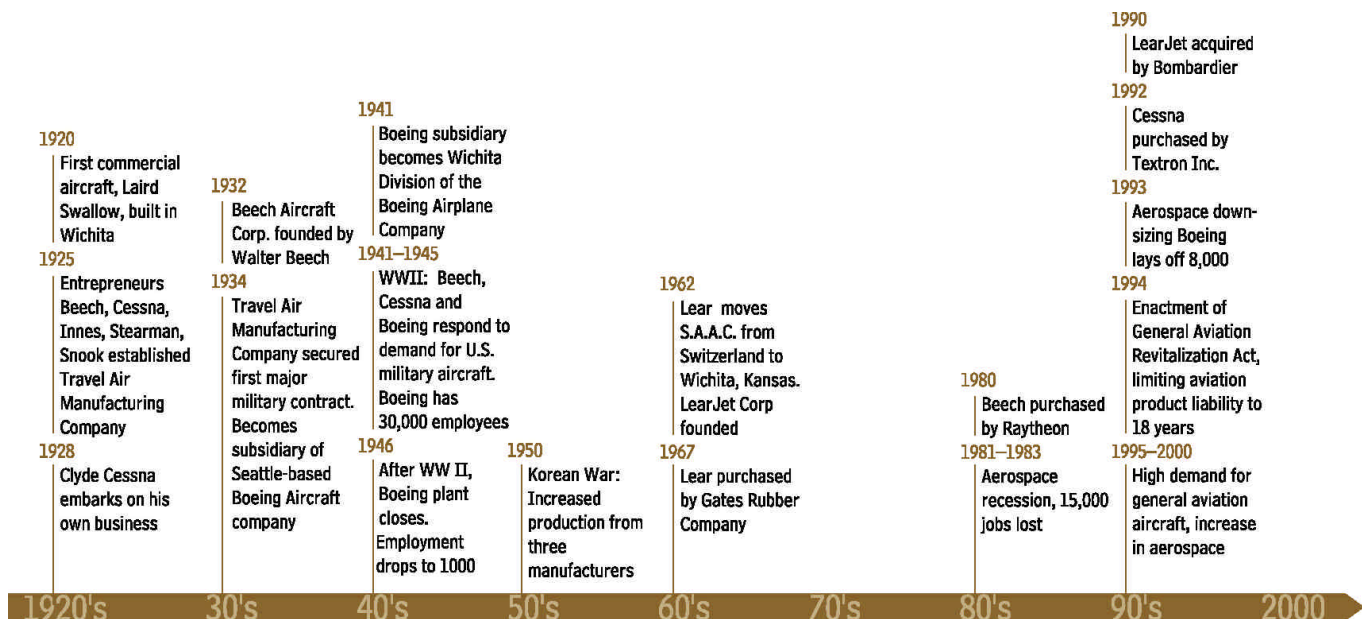 1920
First commercial
aircraft, Laird
Swallow, built in
Wichita
1925
Entrepreneurs
Beech, Cessna,
Innes, Stearman,
Snook established
Travel Air
Manufacturing
Company
1928
Clyde Cessna
embarks on his
own business
1932
Beech Aircraft
Corp. founded by
Walter Beech
1934
Travel Air
Manufacturing
Company secured
first major
military contract.
Becomes
subsidiary of
Seattle-based
Boeing Aircraft
company
1941
Boeing subsidiary
becomes Wichita
Division of the
Boeing Airplane
Company
1941–1945
WWII:  Beech,
Cessna and
Boeing respond to
demand for U.S.
military aircraft.
Boeing has
30,000 employees
1946
After WW II,
Boeing plant
closes.
Employment
drops to 1000
1950
Korean War:
Increased
production from
three
manufacturers
1962
Lear  moves
S.A.A.C. from
Switzerland to
Wichita, Kansas.
LearJet Corp
founded
1967
Lear purchased
by Gates Rubber
Company
1980
Beech purchased
by Raytheon
1981–1983
Aerospace
recession, 15,000
jobs lost
1990
LearJet acquired
by Bombardier
1992
Cessna
purchased by
Textron Inc.
1993
Aerospace down-
sizing Boeing
lays off 8,000
1994
Enactment of
General Aviation
Revitalization Act,
limiting aviation
product liability to
18 years
1995–2000
High demand for
general aviation
aircraft, increase
in aerospace
1920's 30's 40's 50's 60's 70's 80's 90's 2000